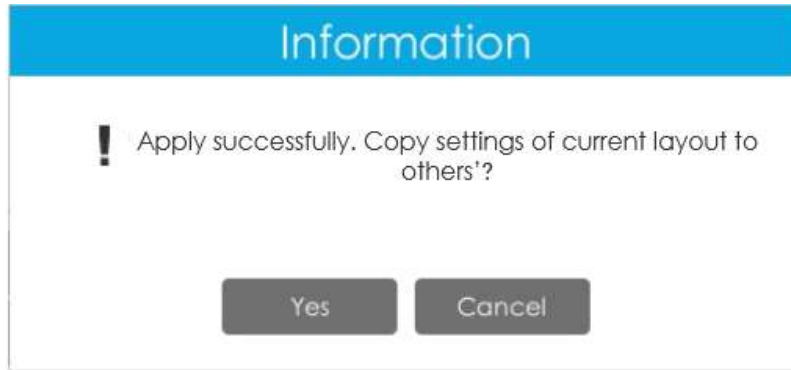 Information
! Apply successfully. Copy settings of current layout to
others'?
Yes
Cancel